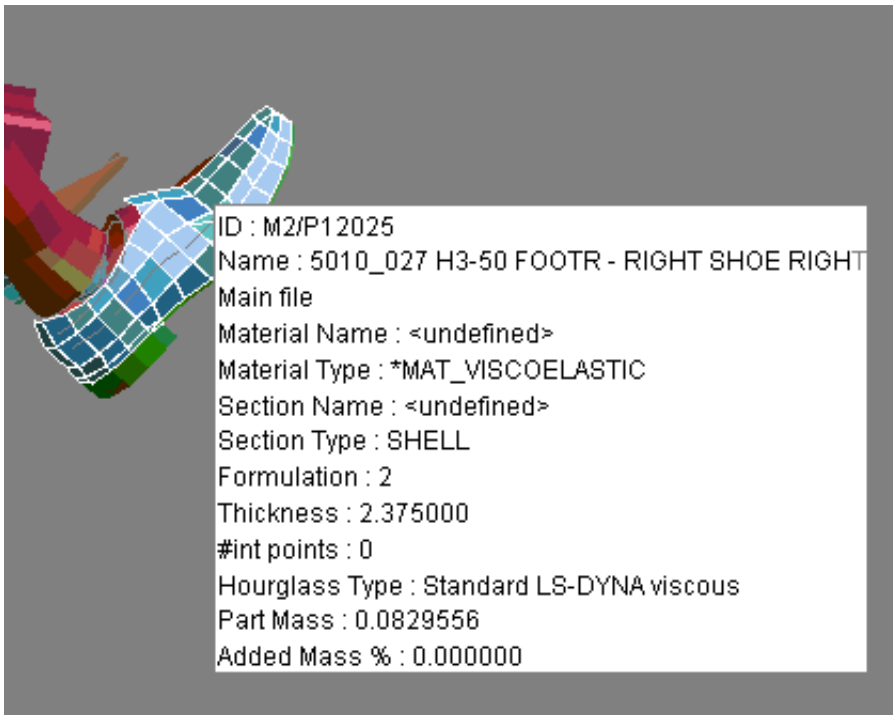 ID : M2/P12025
Name : 5010_027 H3-50 FOOTR - RIGHT SHOE RIGHT
Main file
Material Name : <undefined>
Material Type : *MAT_VISCOELASTIC
Section Name : <undefined>
Section Type : SHELL
Formulation : 2
Thickness : 2.375000
#int points : 0
Hourglass Type : Standard LS-DYNA viscous
Part Mass : 0.0829556
Added Mass % : 0.000000